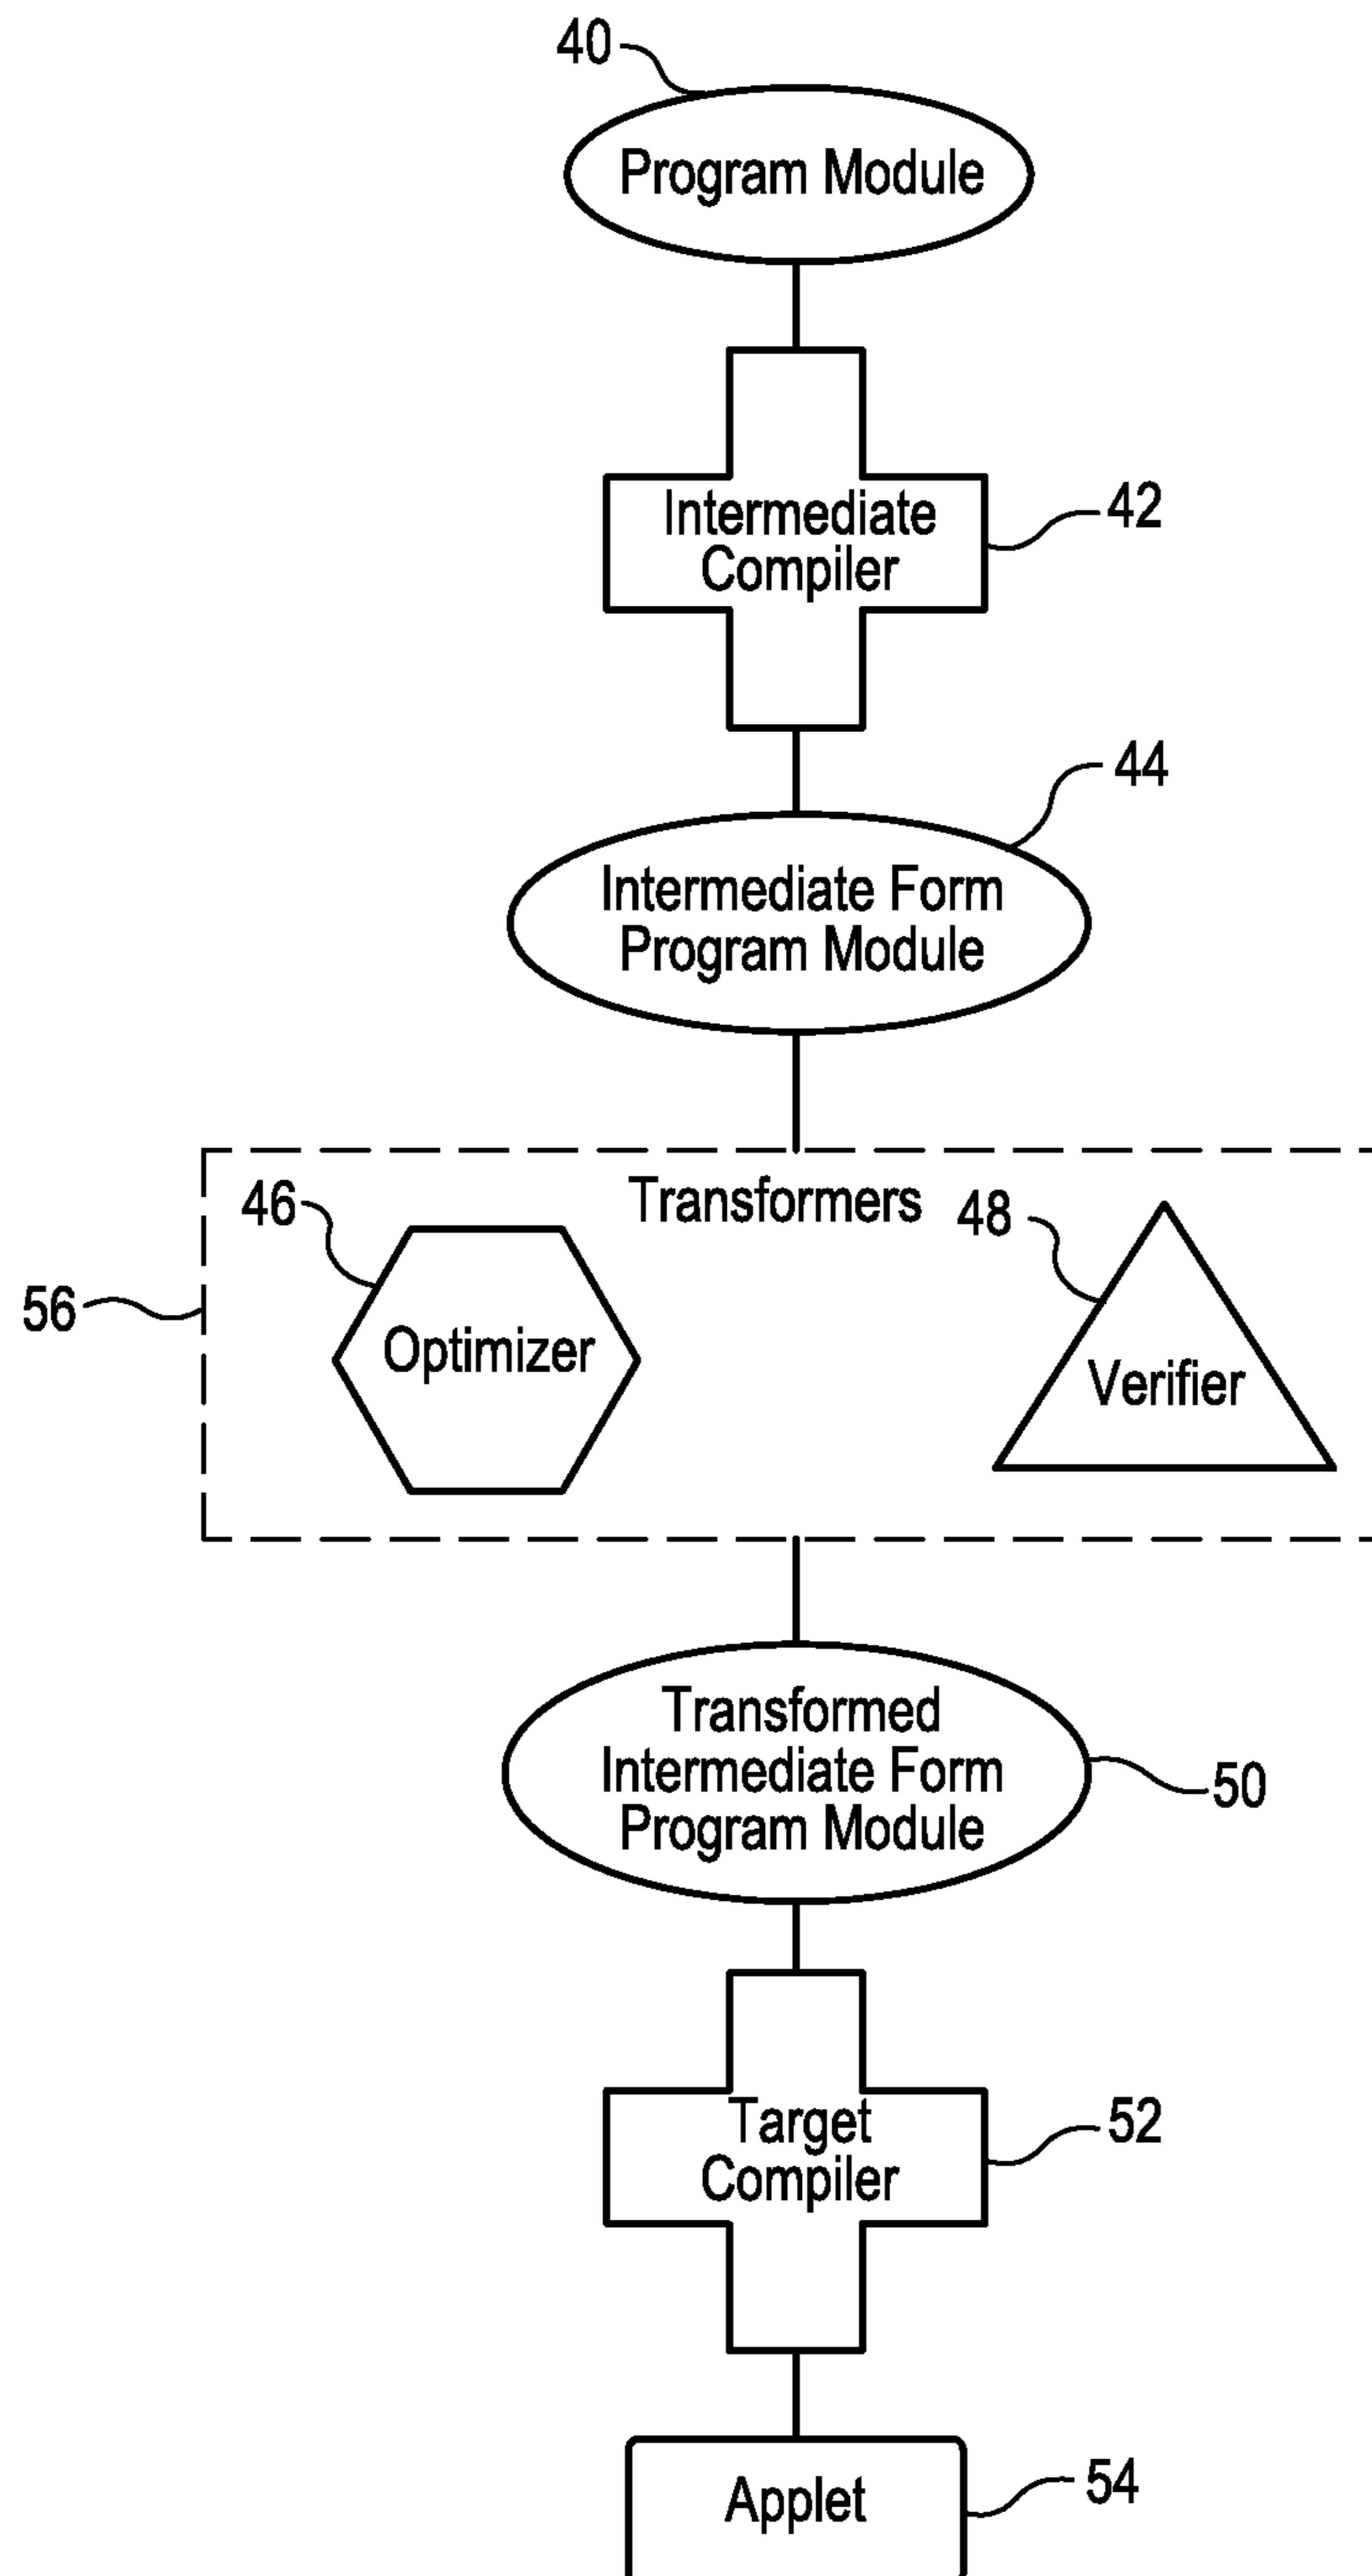 40
Program Module
Intermediate
Compiler
42
44
Intermediate Form
Program Module
Transformers
46
48
56
Optimizer
Verifier
Transformed
Intermediate Form
Program Module
50
Target
Compiler
52
Applet
54